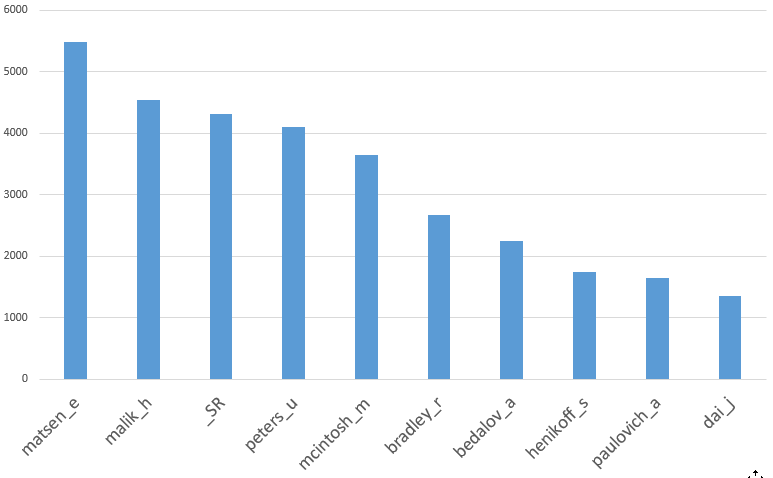 6000
5000
4000
3000
2000
1000
0
matsen_e
malik_h
_SR
peters_u
mcintosh_m
bradley_r
bedalov_a
henikoff_s
paulovich_a
dai_j